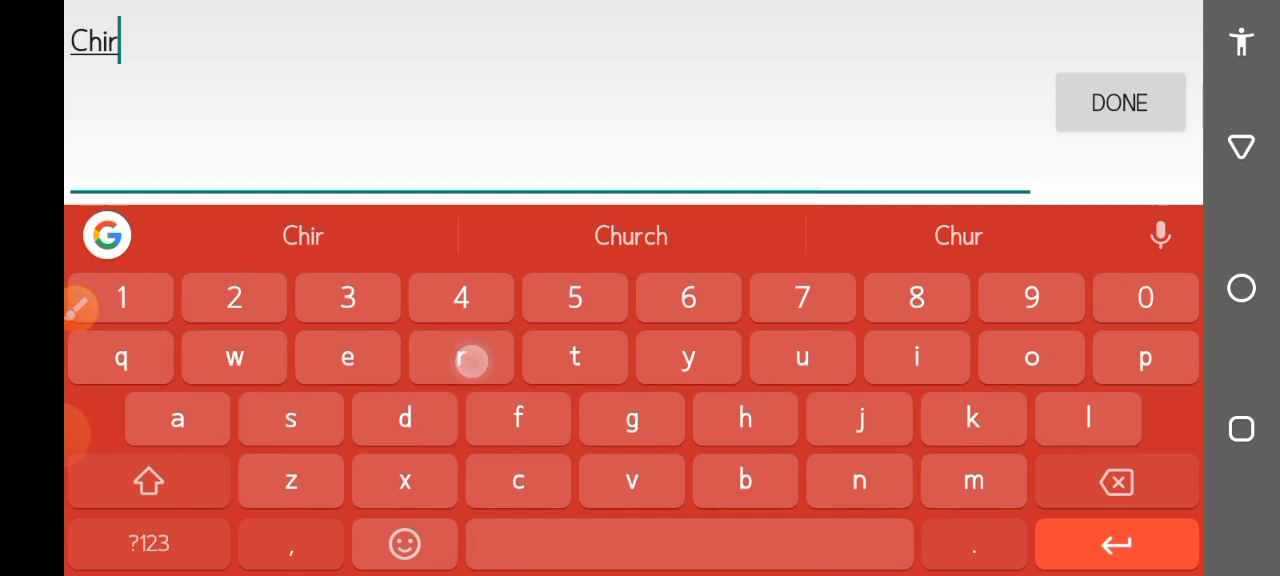 Chir
DONE
Chir Church Chur
1 2 3 4 5 6 7 8 9 0
q w e r t y u i o p
a s d f g h j k l
z x c v b n m
?123 , .